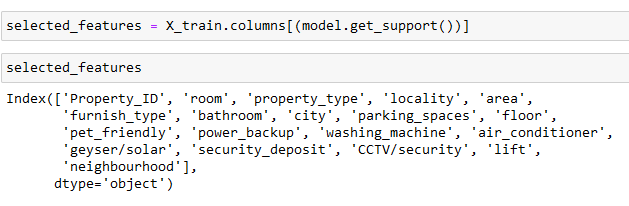 selected_features = X_train.columns[(model.get_support())]
selected_features
Index(['Property_ID', 'room', 'property_type', 'locality', 'area',
'furnish_type', 'bathroom', 'city', 'parking_spaces', 'floor',
'pet_friendly', 'power_backup', 'washing_machine', 'air_conditioner',
'geyser/solar', 'security_deposit', 'CCTV/security', 'lift',
'neighbourhood'],
dtype='object')